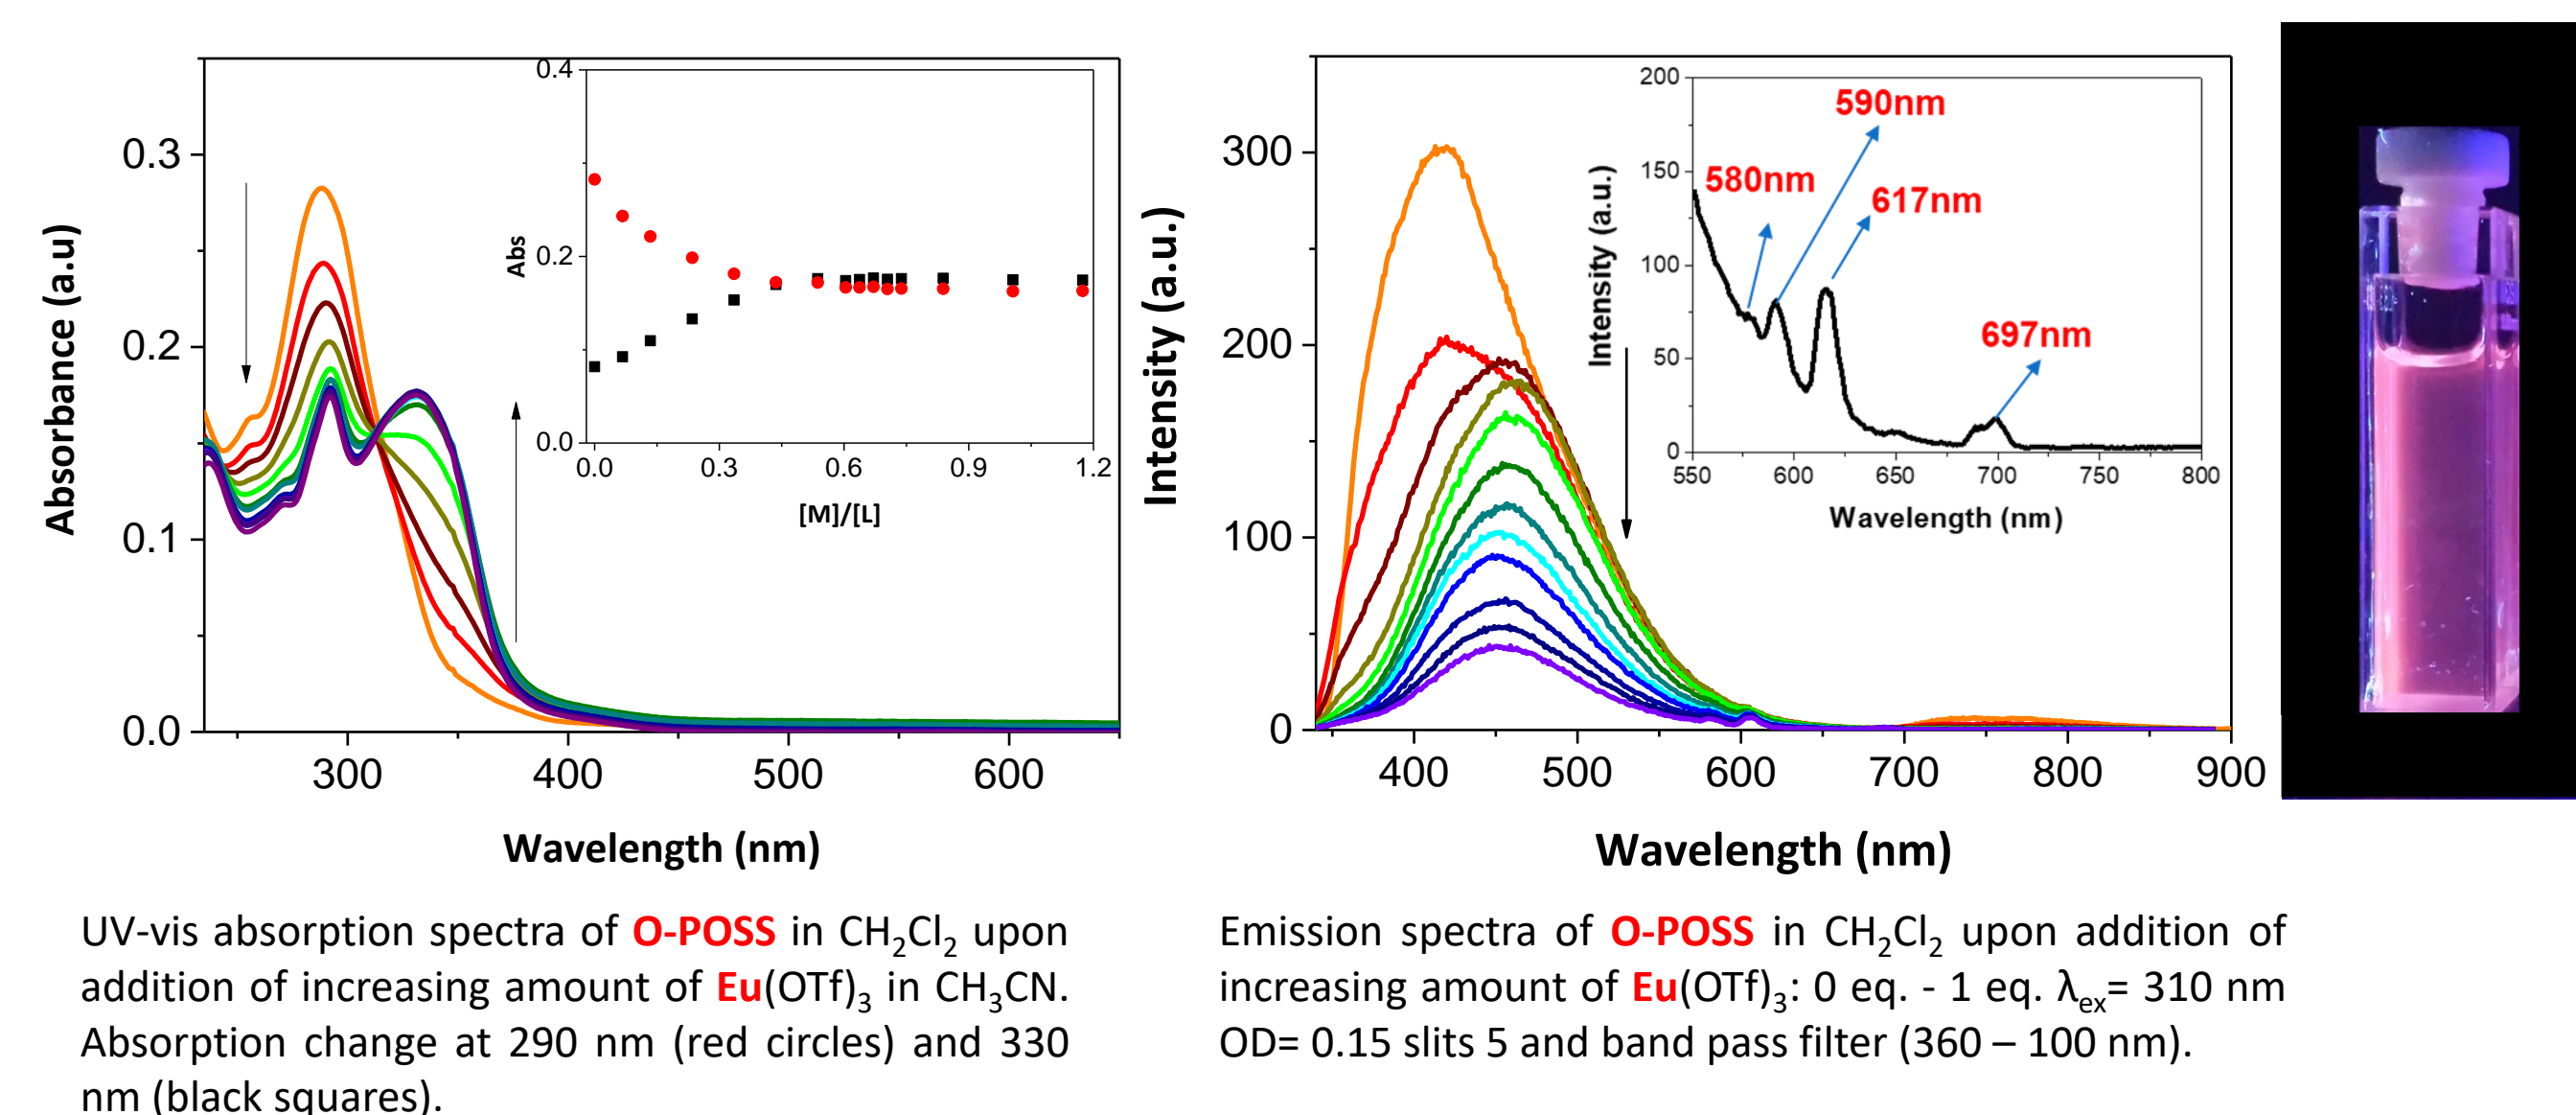 Absorbance (a.u)
0.3
0.2
0.1
0.0
300
400
500
600
Wavelength (nm)
Abs
0.4
0.2
0.0
0.0
0.3
0.6
0.9
1.2
[M]/[L]
Intensity (a.u.)
300
200
100
0
400
500
600
700
800
900
Wavelength (nm)
Intensity (a.u.)
200
150
100
50
0
550
600
650
700
750
800
Wavelength (nm)
590nm
580nm
617nm
697nm
UV-vis absorption spectra of O-POSS in CH₂Cl₂ upon
addition of increasing amount of Eu(OTf)₃ in CH₃CN.
Absorption change at 290 nm (red circles) and 330
nm (black squares).
Emission spectra of O-POSS in CH₂Cl₂ upon addition of
increasing amount of Eu(OTf)₃: 0 eq. - 1 eq. λex= 310 nm
OD= 0.15 slits 5 and band pass filter (360 – 100 nm).